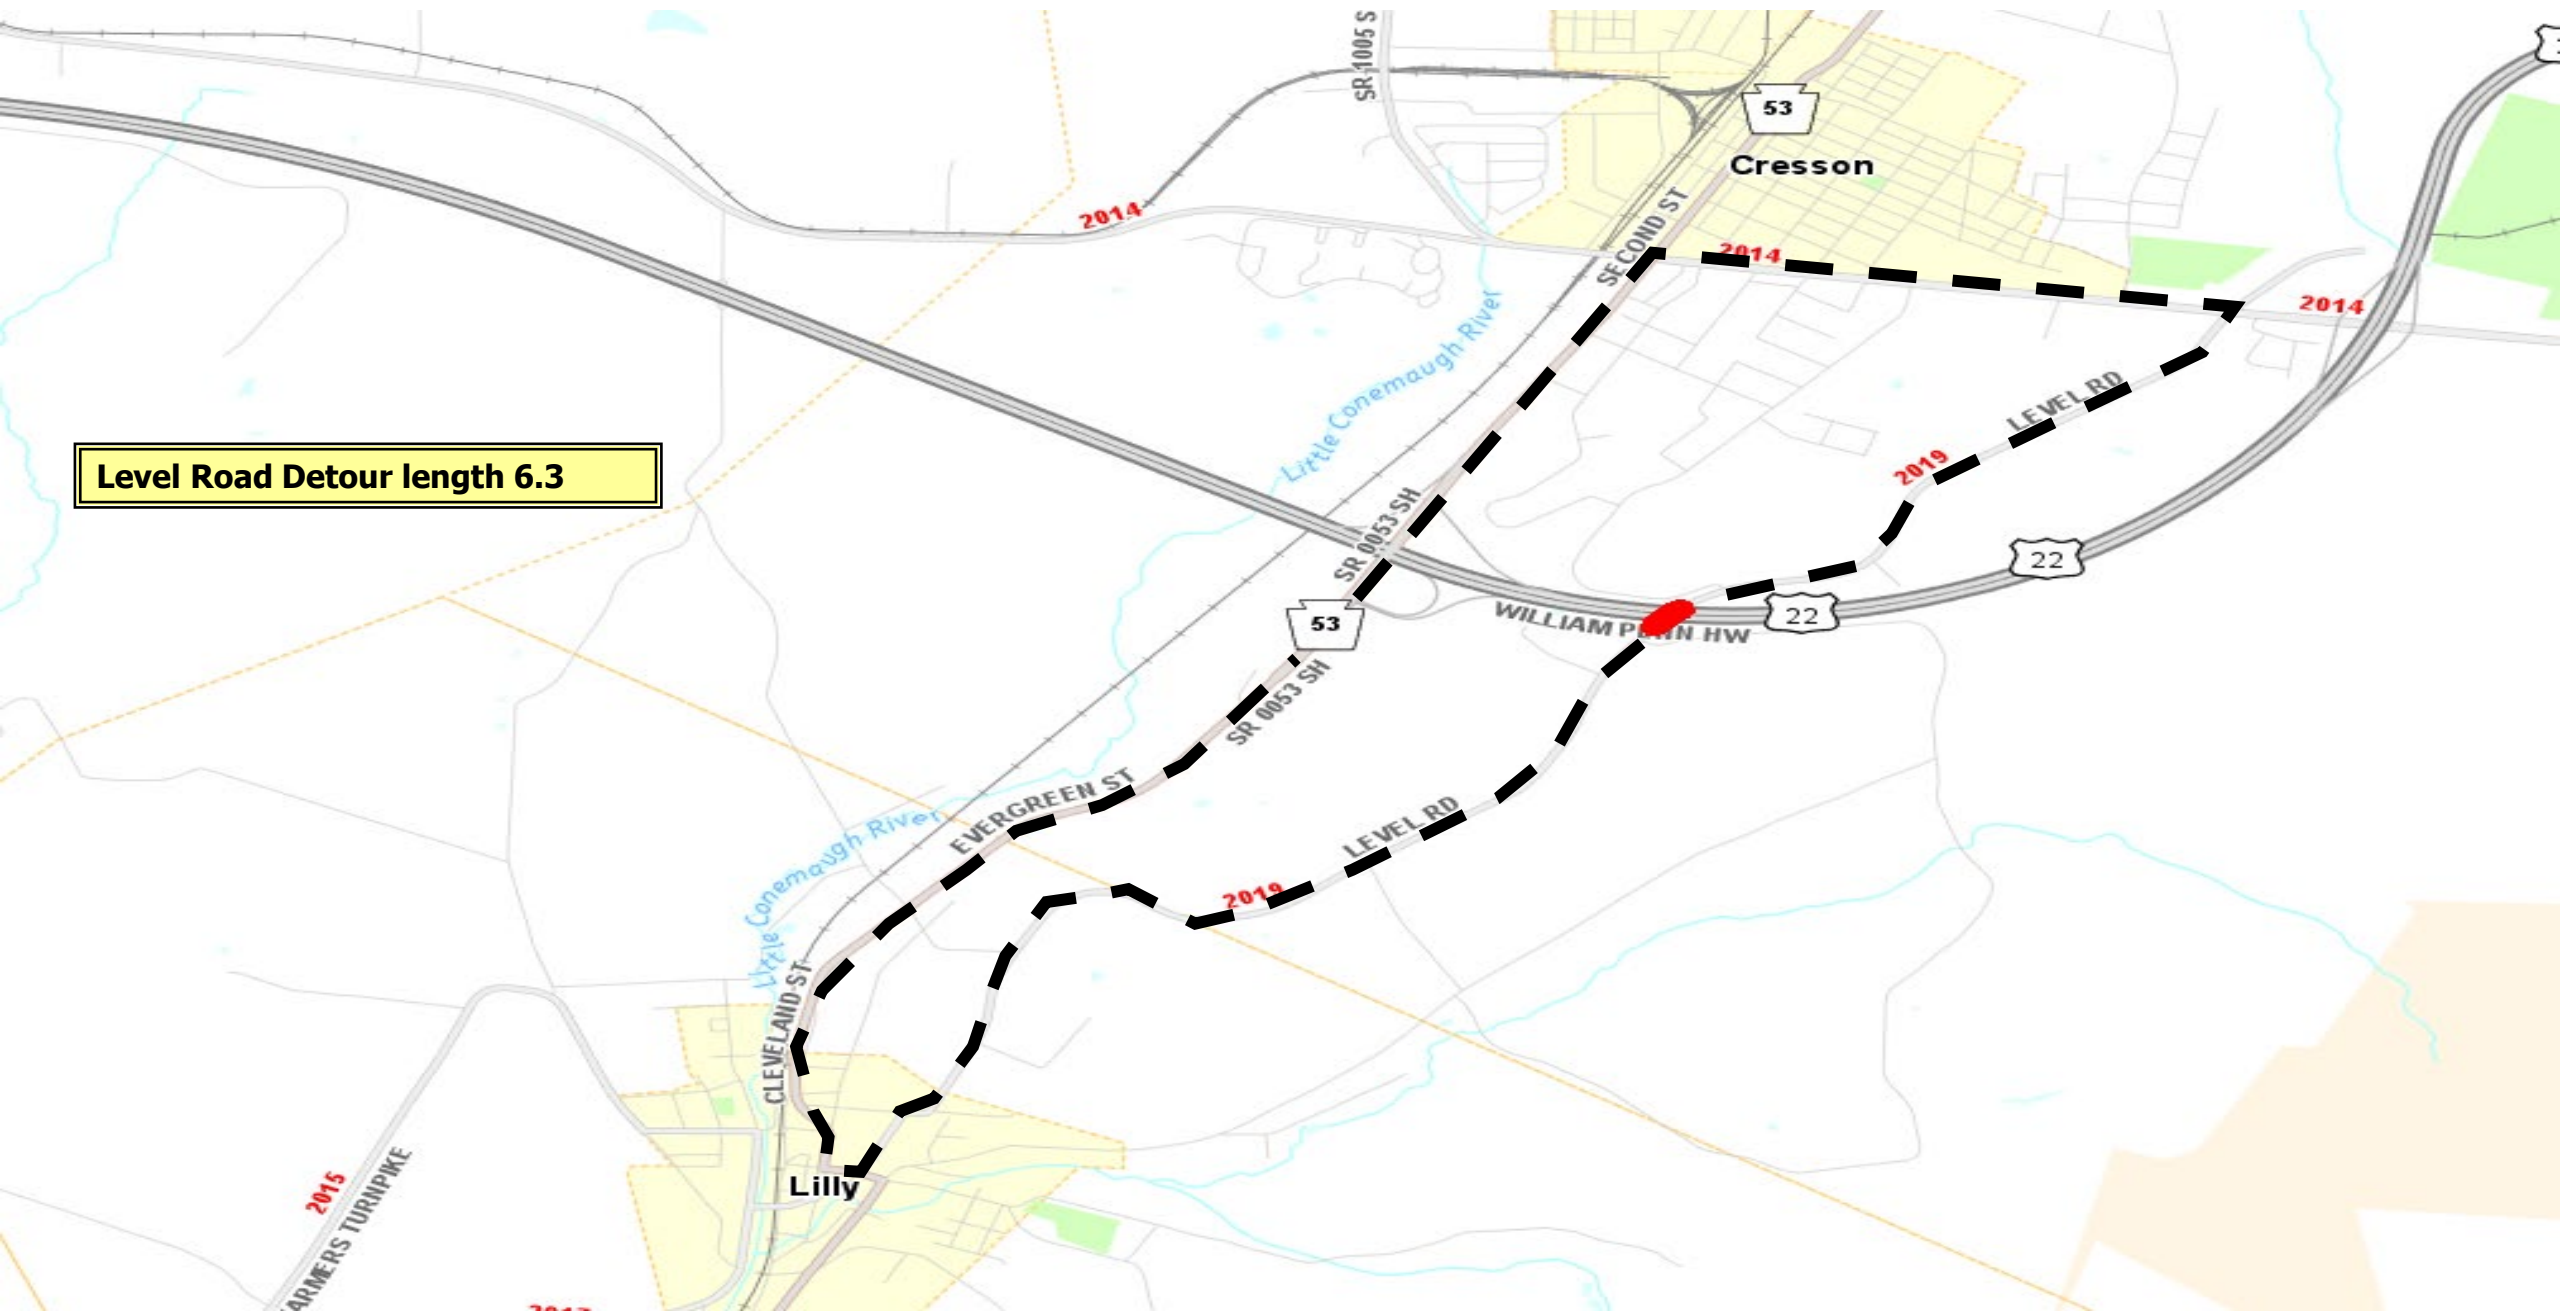 SR 1005 S
53
Cresson
2014
SECOND ST
2014
2014
Little Conemaugh River
LEVEL RD
Level Road Detour length 6.3
2019
SR 0053 SH
22
22
WILLIAM PENN HW
53
SR 0053 SH
EVERGREEN ST
LEVEL RD
Little Conemaugh River
2019
CLEVELAND ST
Lilly
2015
ARMERS TURNPIKE